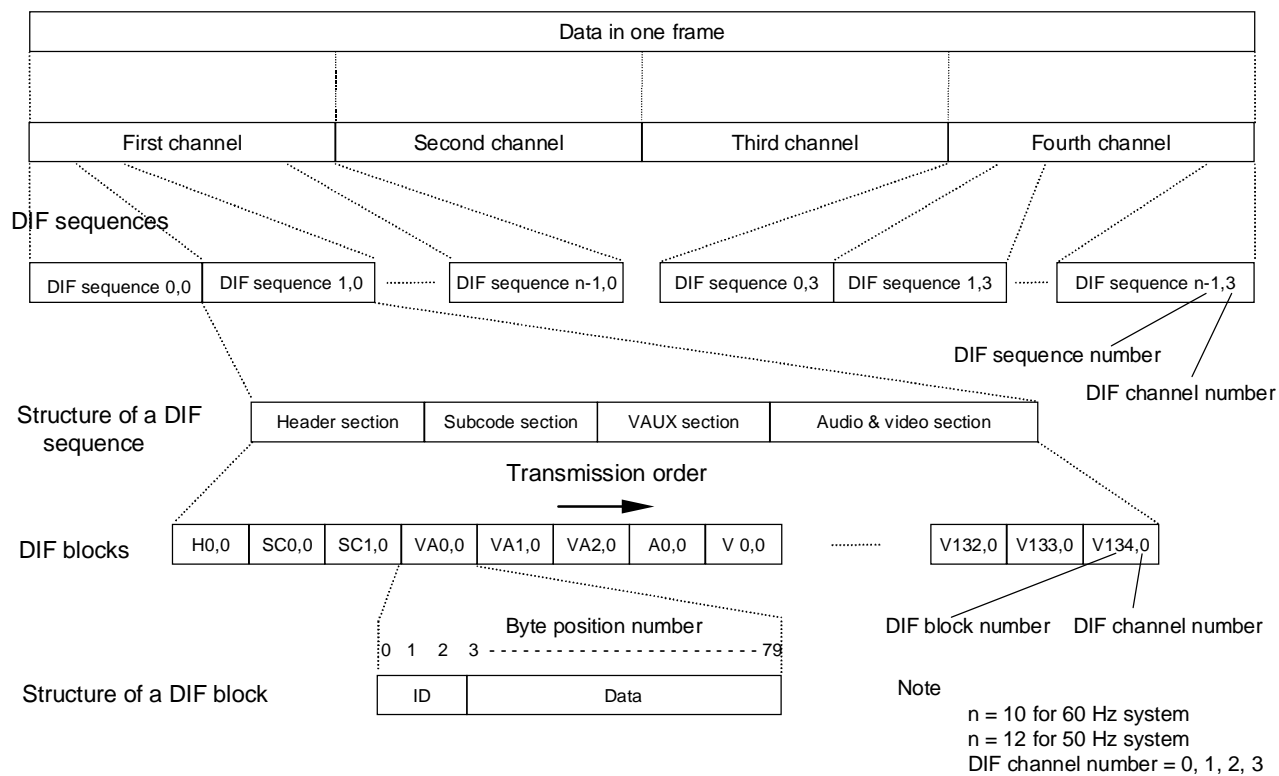 Data in one frame
First channel Second channel Third channel Fourth channel
DIF sequences
DIF sequence 0,0 DIF sequence 1,0 DIF sequence n-1,0 DIF sequence 0,3 DIF sequence 1,3 DIF sequence n-1,3
DIF sequence number
DIF channel number
Structure of a DIF
sequence
Header section Subcode section VAUX section Audio & video section
Transmission order
DIF blocks H0,0 SC0,0 SC1,0 VA0,0 VA1,0 VA2,0 A0,0 V 0,0 V132,0 V133,0 V134,0
DIF block number DIF channel number
Byte position number
0 1 2 3 - - - - - - - - - - - - - - - - - - - - - - - - 79
Structure of a DIF block ID Data
Note
n = 10 for 60 Hz system
n = 12 for 50 Hz system
DIF channel number = 0, 1, 2, 3